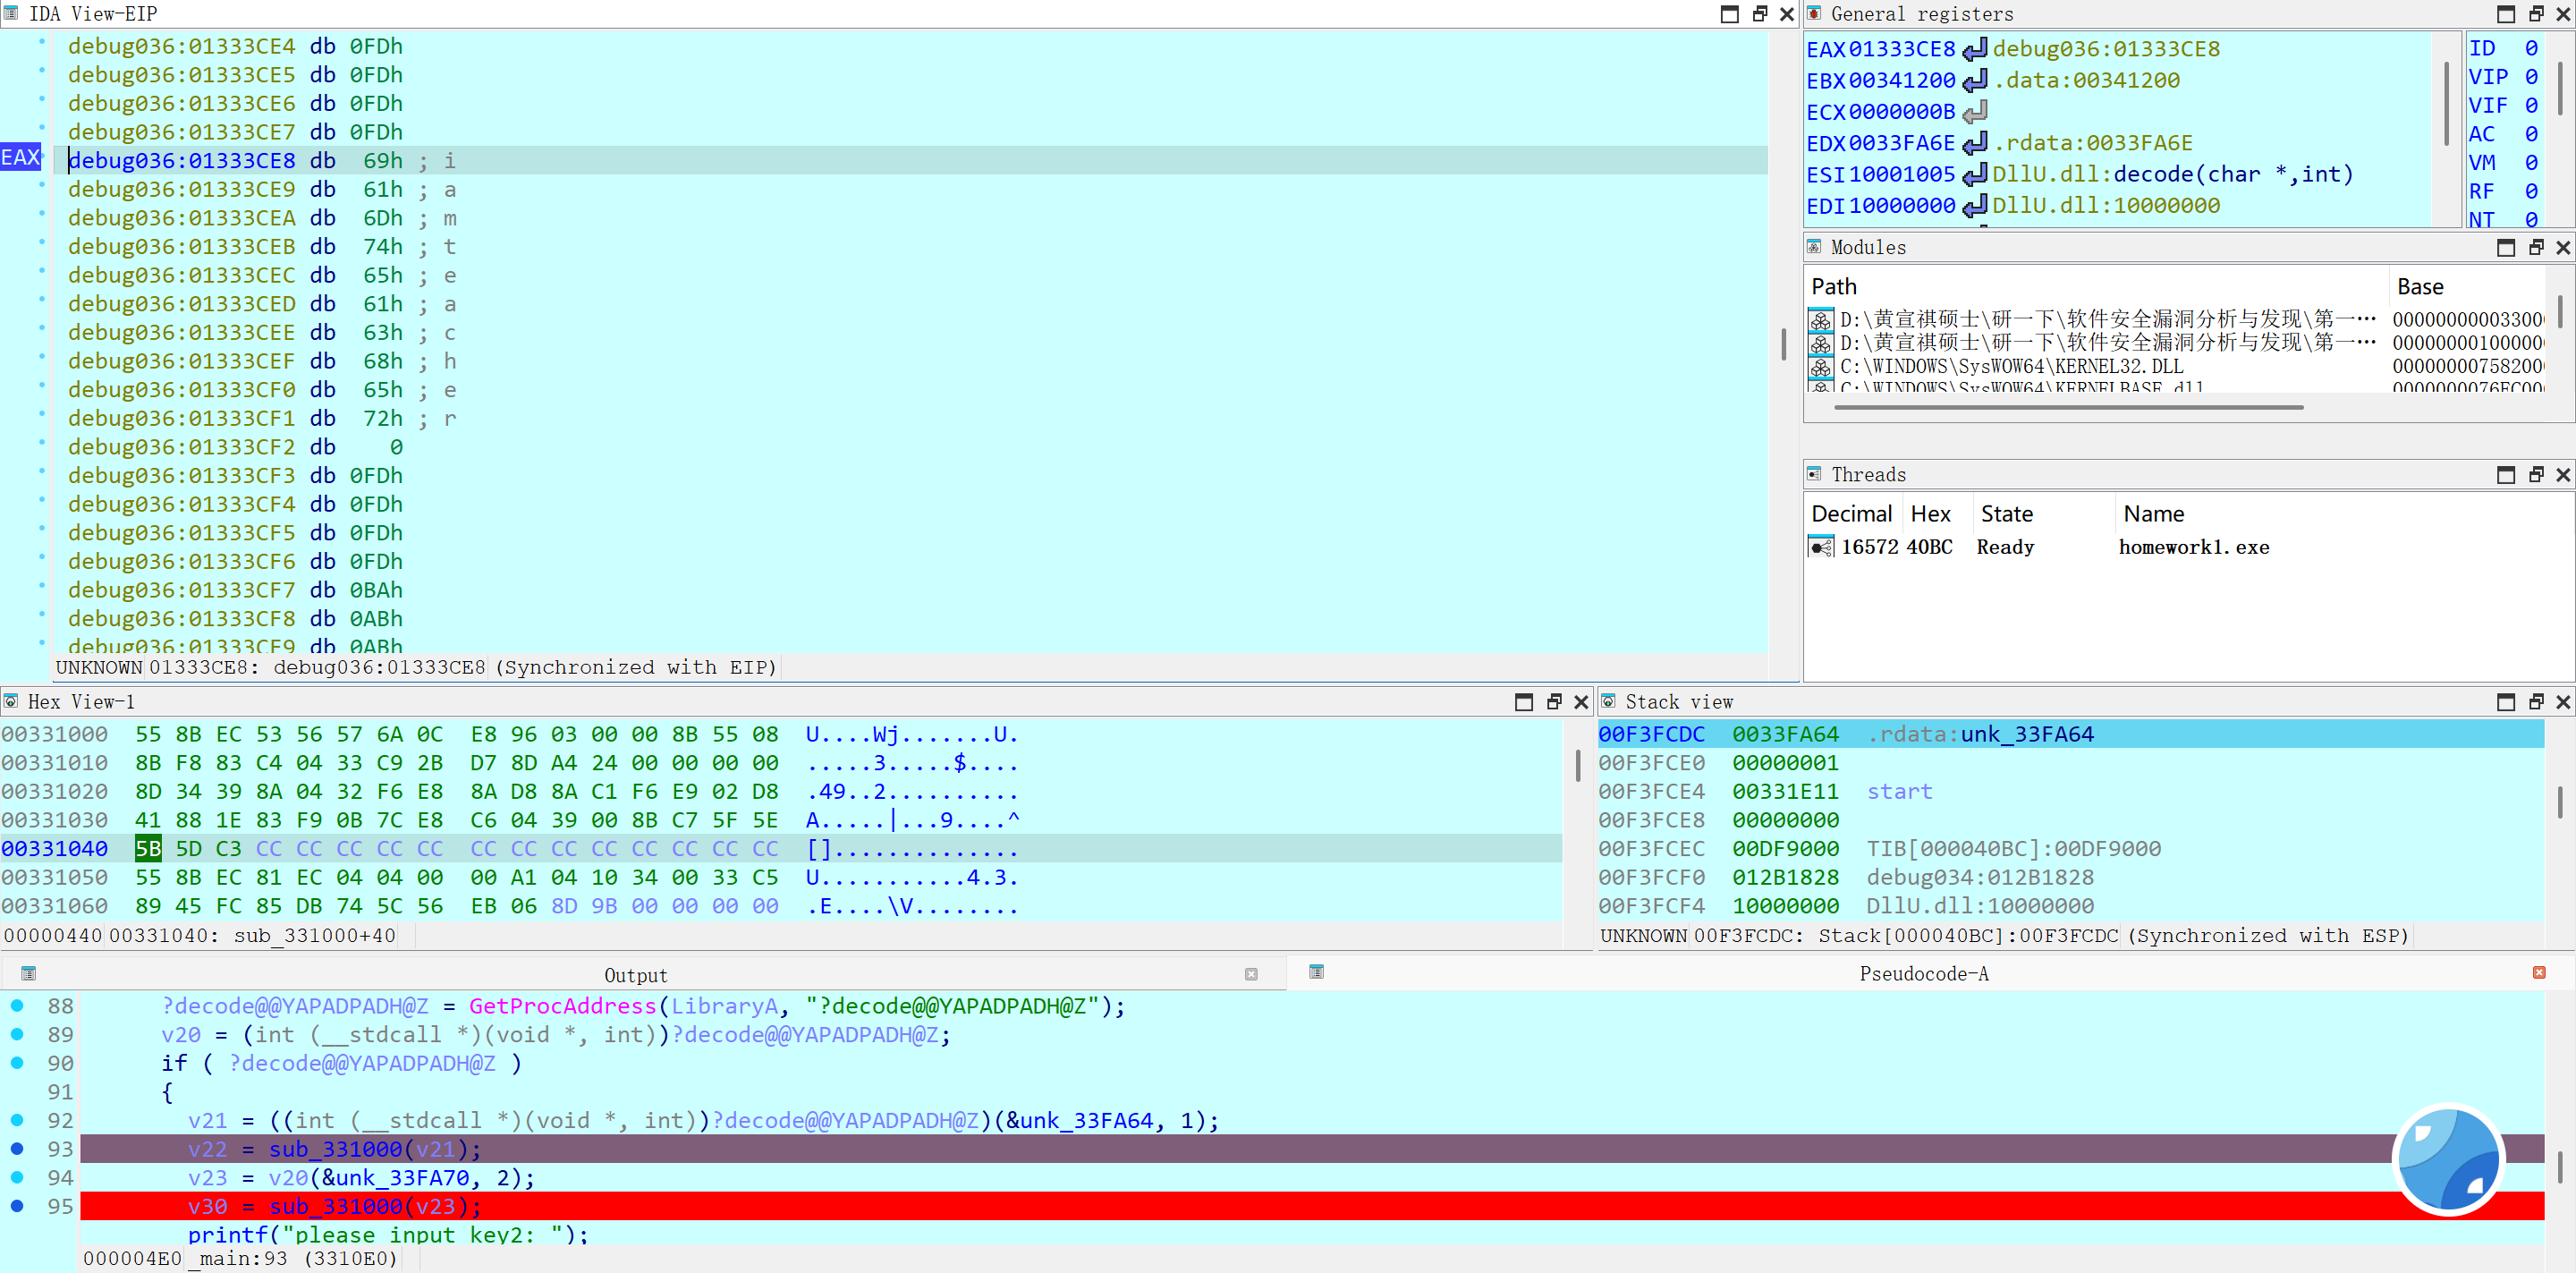 IDA View-EIP
debug036:01333CE4 db 0FDh
debug036:01333CE5 db 0FDh
debug036:01333CE6 db 0FDh
debug036:01333CE7 db 0FDh
EAX debug036:01333CE8 db 69h ; i
debug036:01333CE9 db 61h ; a
debug036:01333CEA db 6Dh ; m
debug036:01333CEB db 74h ; t
debug036:01333CEC db 65h ; e
debug036:01333CED db 61h ; a
debug036:01333CEE db 63h ; c
debug036:01333CEF db 68h ; h
debug036:01333CF0 db 65h ; e
debug036:01333CF1 db 72h ; r
debug036:01333CF2 db 0
debug036:01333CF3 db 0FDh
debug036:01333CF4 db 0FDh
debug036:01333CF5 db 0FDh
debug036:01333CF6 db 0FDh
debug036:01333CF7 db 0BAh
debug036:01333CF8 db 0ABh
debug036:01333CF9 db 0ABh
UNKNOWN 01333CE8: debug036:01333CE8 (Synchronized with EIP)
General registers
EAX 01333CE8 debug036:01333CE8
EBX 00341200 .data:00341200
ECX 0000000B
EDX 0033FA6E .rdata:0033FA6E
ESI 10001005 DllU.dll:decode(char *,int)
EDI 10000000 DllU.dll:10000000
ID 0
VIP 0
VIF 0
AC 0
VM 0
RF 0
NT 0
Modules
Path Base
D:\黄宣祺硕士\研一下\软件安全漏洞分析与发现\第一… 000000000033000
D:\黄宣祺硕士\研一下\软件安全漏洞分析与发现\第一… 000000001000000
C:\WINDOWS\SysWOW64\KERNEL32.DLL 000000007582000
C:\WINDOWS\SysWOW64\KERNELBASE.dll 0000000076EC000
Threads
Decimal Hex State Name
16572 40BC Ready homework1.exe
Hex View-1
00331000 55 8B EC 53 56 57 6A 0C E8 96 03 00 00 8B 55 08 U....Wj.......U.
00331010 8B F8 83 C4 04 33 C9 2B D7 8D A4 24 00 00 00 00 .....3.....$....
00331020 8D 34 39 8A 04 32 F6 E8 8A D8 8A C1 F6 E9 02 D8 .49..2..........
00331030 41 88 1E 83 F9 0B 7C E8 C6 04 39 00 8B C7 5F 5E A.....|...9...._^
00331040 5B 5D C3 CC CC CC CC CC CC CC CC CC CC CC CC CC []..............
00331050 55 8B EC 81 EC 04 04 00 00 A1 04 10 34 00 33 C5 U...........4.3.
00331060 89 45 FC 85 DB 74 5C 56 EB 06 8D 9B 00 00 00 00 .E....\V........
00000440 00331040: sub_331000+40
Stack view
00F3FCDC 0033FA64 .rdata:unk_33FA64
00F3FCE0 00000001
00F3FCE4 00331E11 start
00F3FCE8 00000000
00F3FCEC 00DF9000 TIB[000040BC]:00DF9000
00F3FCF0 012B1828 debug034:012B1828
00F3FCF4 10000000 DllU.dll:10000000
UNKNOWN 00F3FCDC: Stack[000040BC]:00F3FCDC (Synchronized with ESP)
Output
Pseudocode-A
88 ?decode@@YAPADPADH@Z = GetProcAddress(LibraryA, "?decode@@YAPADPADH@Z");
89 v20 = (int (__stdcall *)(void *, int))?decode@@YAPADPADH@Z;
90 if ( ?decode@@YAPADPADH@Z )
91 {
92 v21 = ((int (__stdcall *)(void *, int))?decode@@YAPADPADH@Z)(&unk_33FA64, 1);
93 v22 = sub_331000(v21);
94 v23 = v20(&unk_33FA70, 2);
95 v30 = sub_331000(v23);
printf("please input key2: ");
000004E0 _main:93 (3310E0)